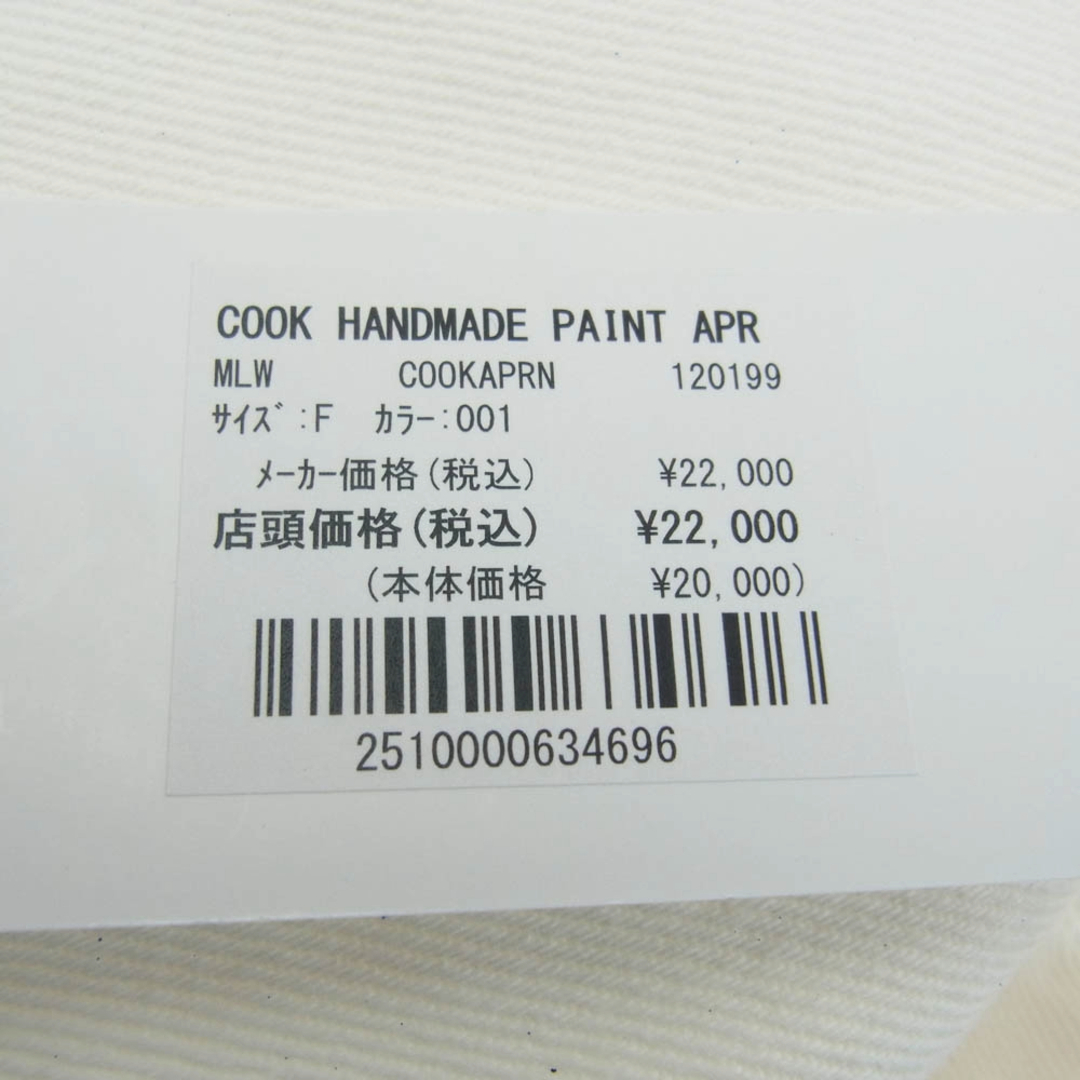 COOK HANDMADE PAINT APR
MLW COOKAPRN 120199
ｻｲｽﾞ:F ｶﾗｰ:001
ﾒｰｶｰ価格(税込) ¥22,000
店頭価格(税込) ¥22,000
(本体価格 ¥20,000)
2510000634696